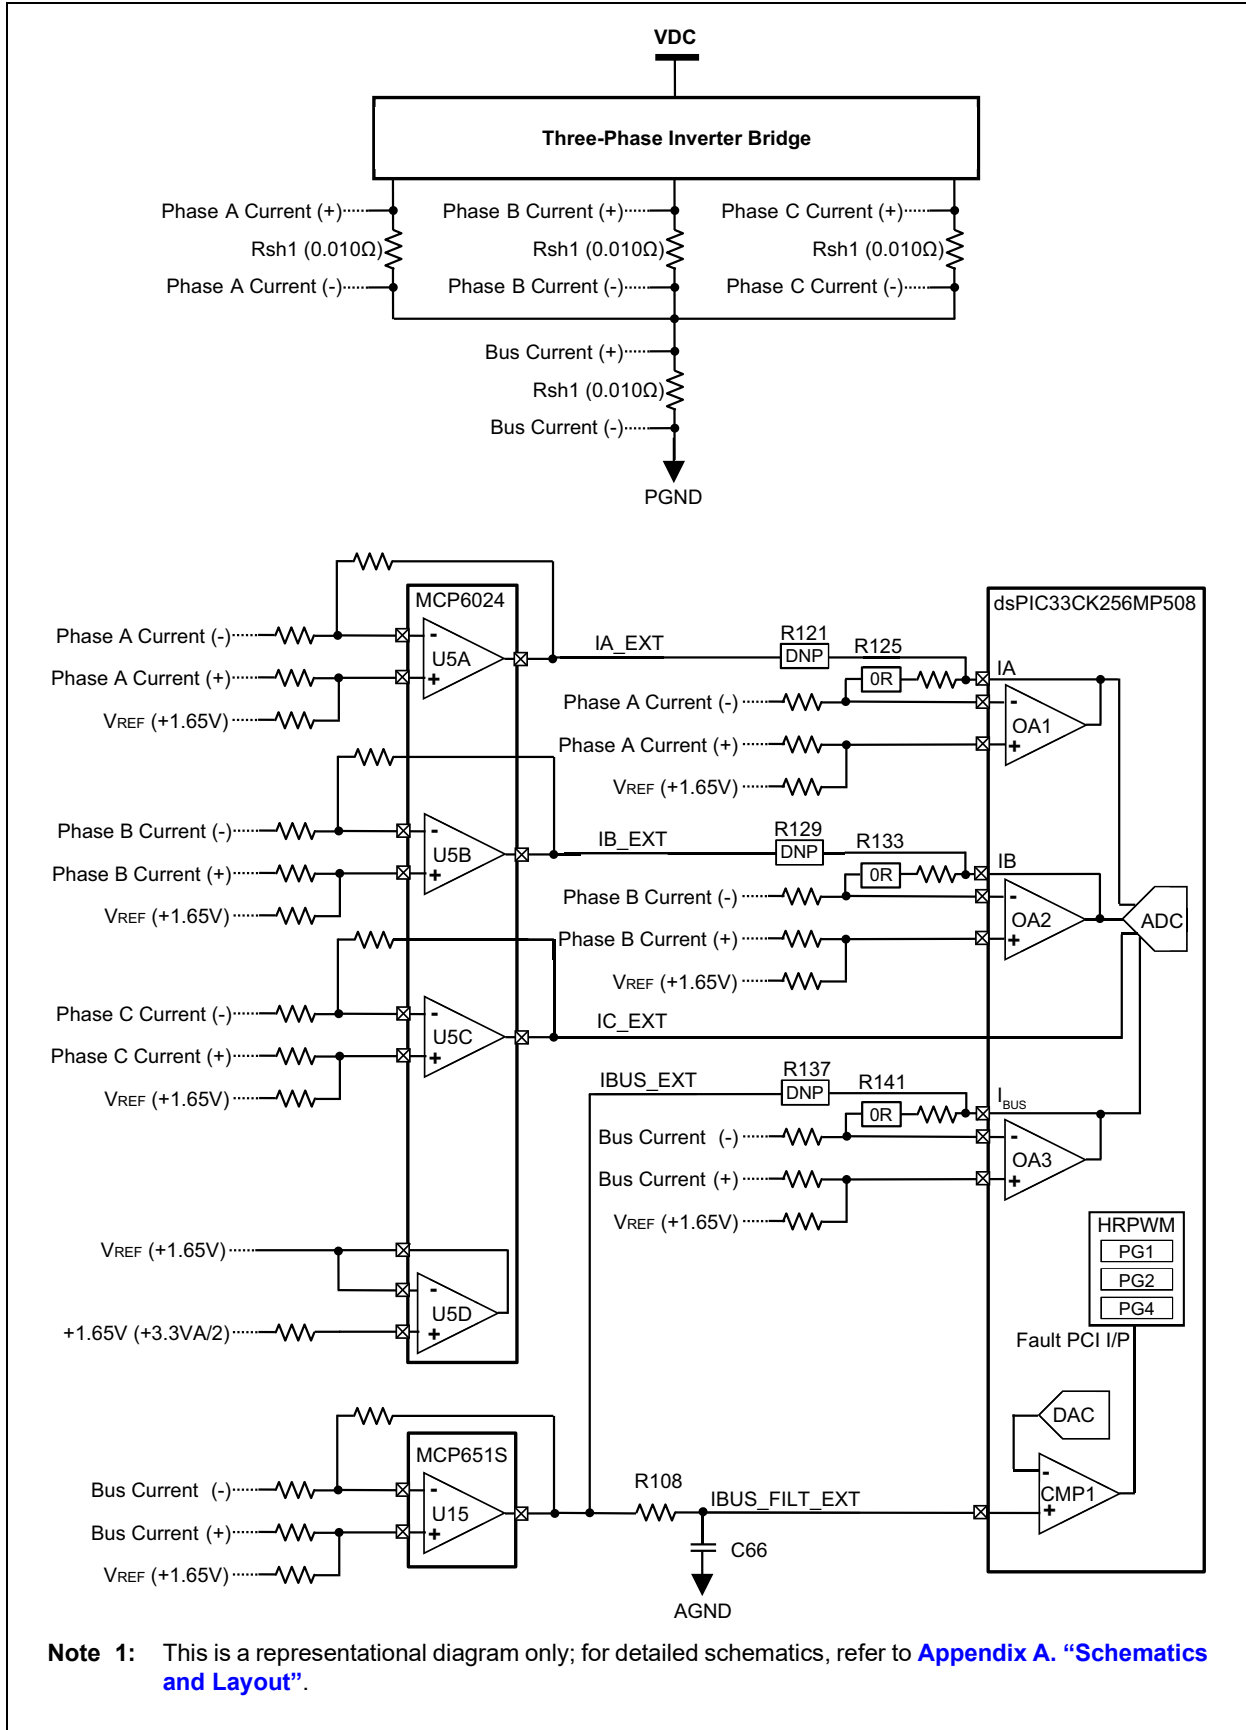 VDC
Three-Phase Inverter Bridge
Phase A Current (+)
Phase B Current (+)
Phase C Current (+)
Rsh1 (0.010Ω)
Rsh1 (0.010Ω)
Rsh1 (0.010Ω)
Phase A Current (-)
Phase B Current (-)
Phase C Current (-)
Bus Current (+)
Rsh1 (0.010Ω)
Bus Current (-)
PGND
MCP6024
Phase A Current (-)
-
U5A
Phase A Current (+)
+
VREF (+1.65V)
Phase B Current (-)
-
U5B
Phase B Current (+)
+
VREF (+1.65V)
Phase C Current (-)
-
U5C
Phase C Current (+)
+
VREF (+1.65V)
VREF (+1.65V)
-
U5D
+1.65V (+3.3VA/2)
+
MCP651S
Bus Current (-)
-
U15
Bus Current (+)
+
VREF (+1.65V)
IA_EXT
R121
DNP
R125
0R
Phase A Current (-)
Phase A Current (+)
VREF (+1.65V)
IB_EXT
R129
DNP
R133
0R
Phase B Current (-)
Phase B Current (+)
VREF (+1.65V)
IC_EXT
IBUS_EXT
R137
DNP
R141
0R
Bus Current (-)
Bus Current (+)
VREF (+1.65V)
R108
IBUS_FILT_EXT
C66
AGND
dsPIC33CK256MP508
IA
-
OA1
+
IB
-
OA2
+
ADC
IBUS
-
OA3
+
HRPWM
PG1
PG2
PG4
Fault PCI I/P
DAC
-
CMP1
+
Note 1: This is a representational diagram only; for detailed schematics, refer to Appendix A. “Schematics
and Layout”.